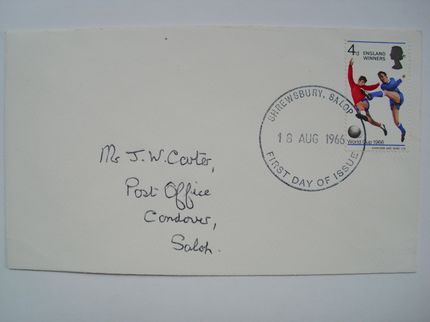 4d ENGLAND
WINNERS
World Cup 1966
SHREWSBURY, SALOP
18 AUG 1966
FIRST DAY OF ISSUE
Mr J. W. Carter,
Post Office
Condover,
Salop.